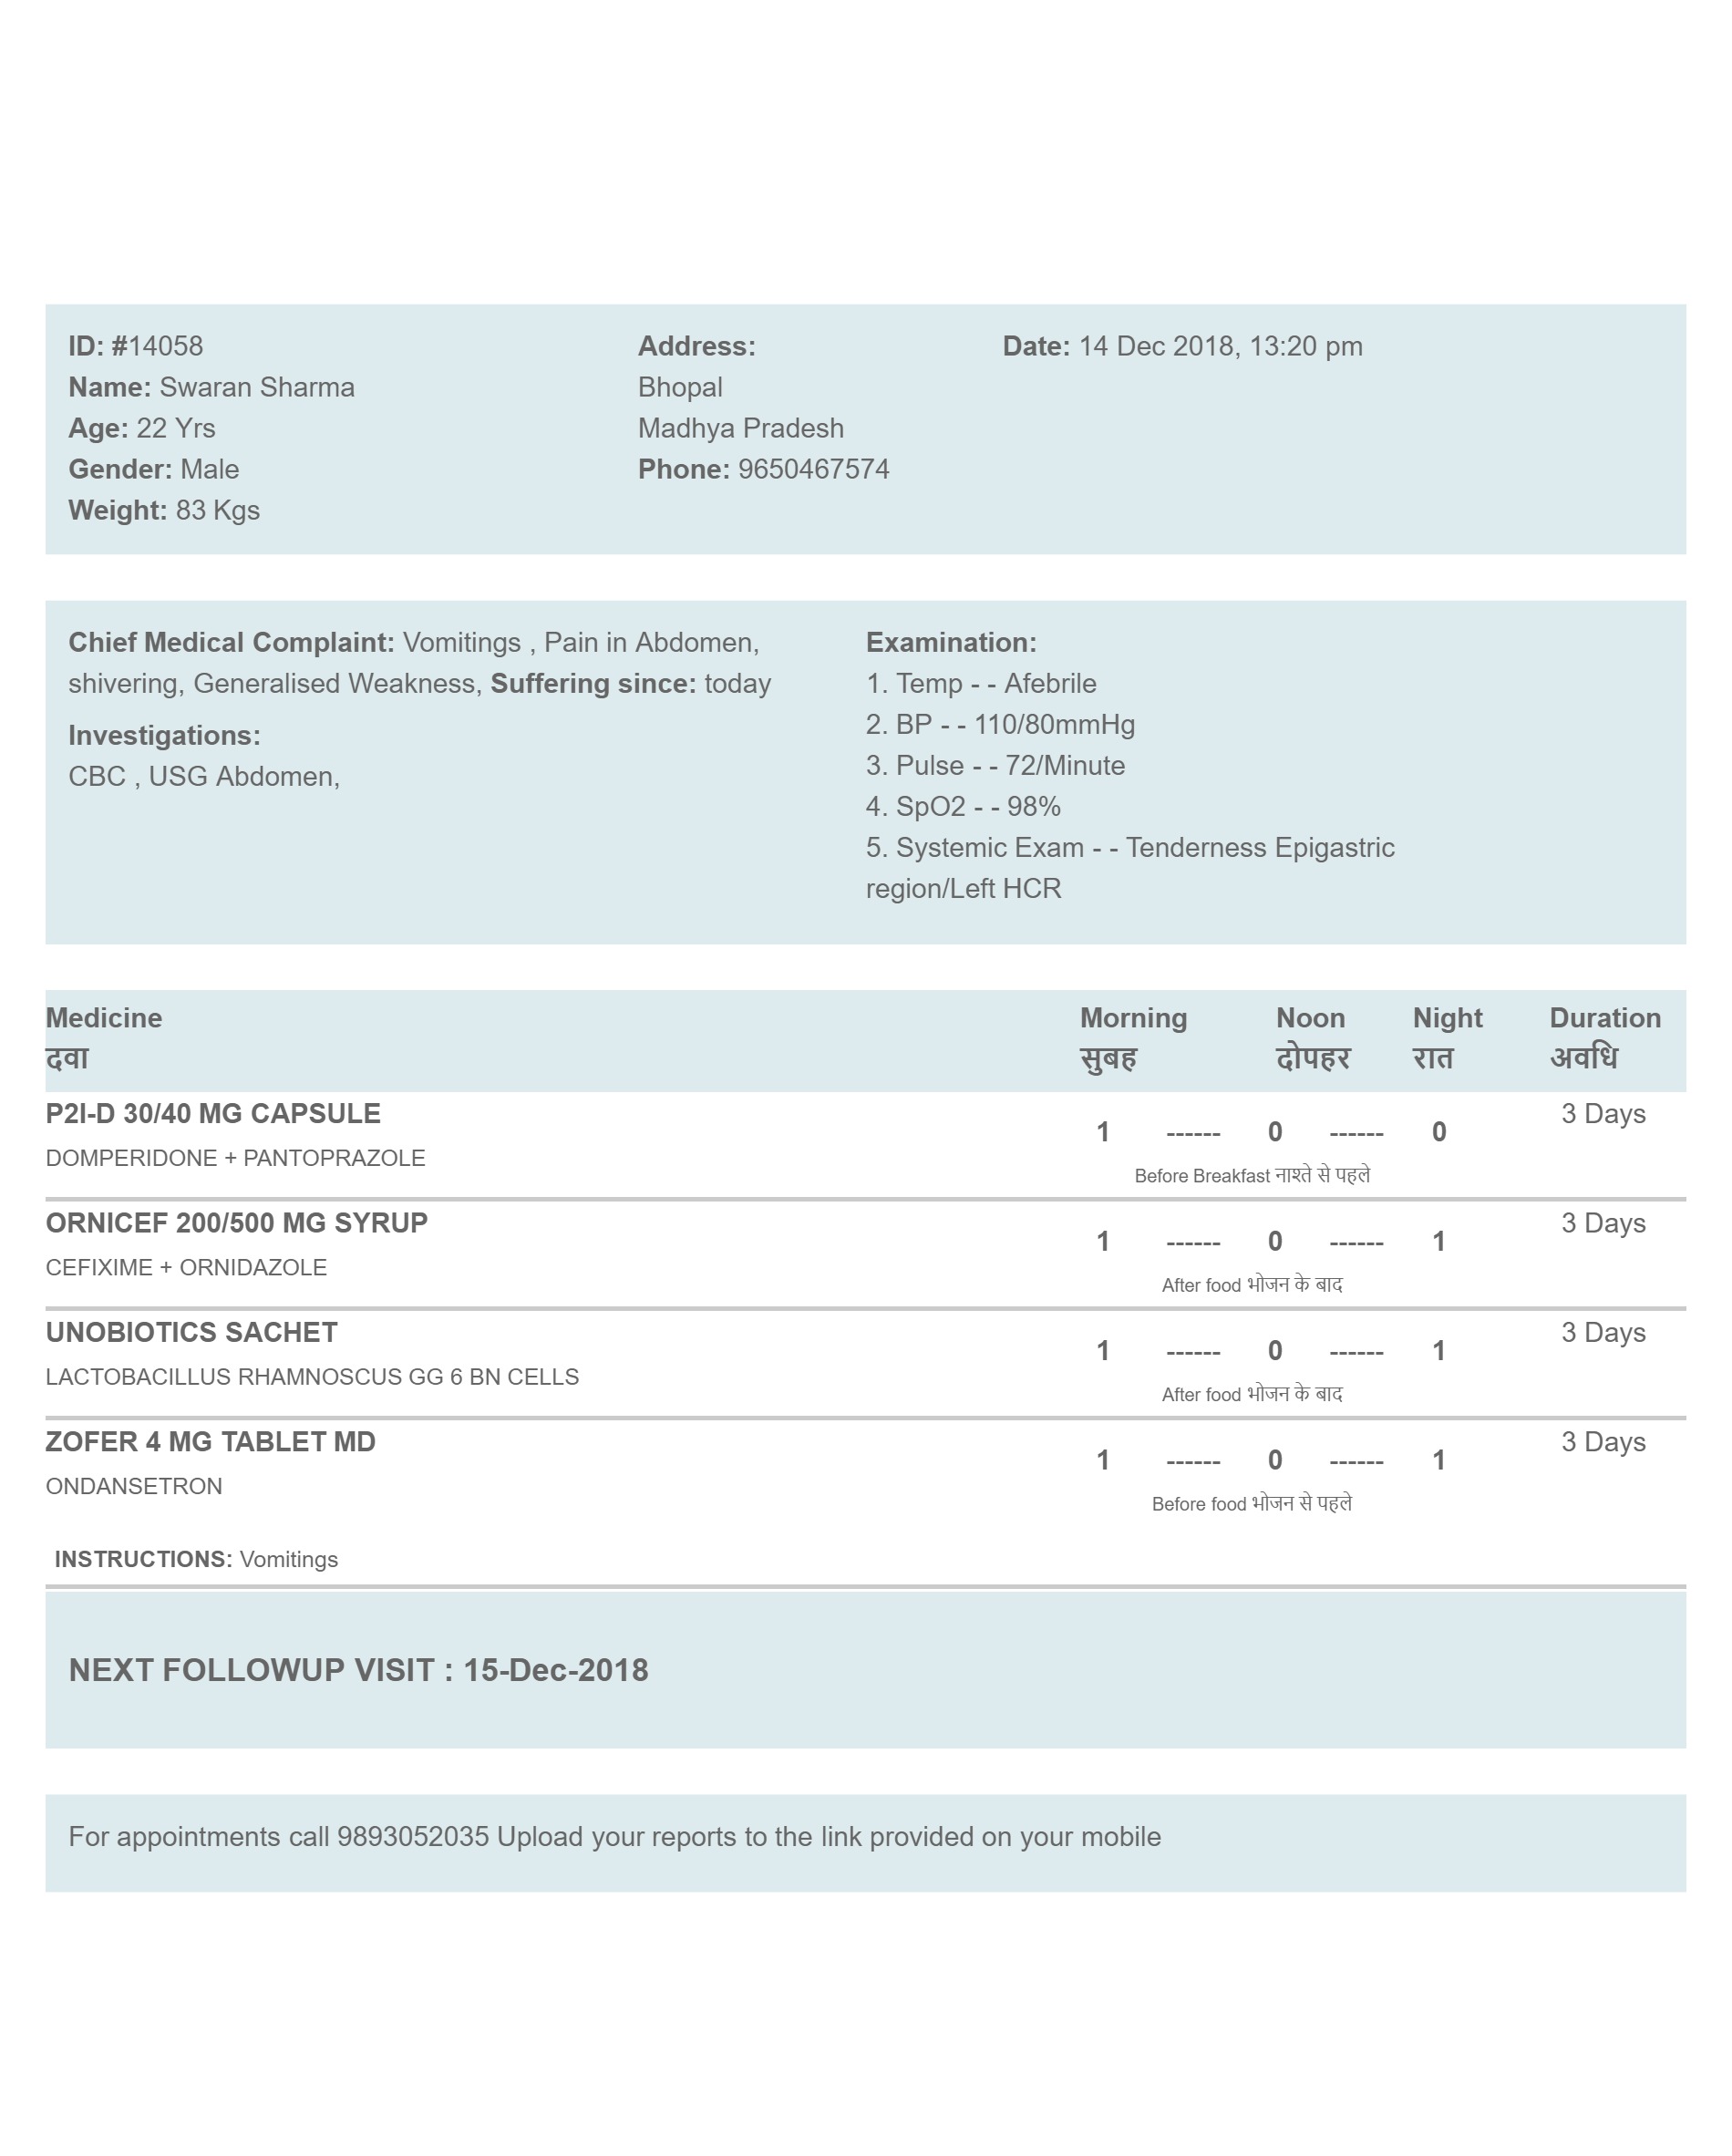 ID: #14058
Name: Swaran Sharma
Age: 22 Yrs
Gender: Male
Weight: 83 Kgs
Address:
Bhopal
Madhya Pradesh
Phone: 9650467574
Date: 14 Dec 2018, 13:20 pm
Chief Medical Complaint: Vomitings , Pain in Abdomen,
shivering, Generalised Weakness, Suffering since: today
Investigations:
CBC , USG Abdomen,
Examination:
1. Temp - - Afebrile
2. BP - - 110/80mmHg
3. Pulse - - 72/Minute
4. SpO2 - - 98%
5. Systemic Exam - - Tenderness Epigastric
region/Left HCR
Medicine Morning Noon Night Duration
दवा सुबह दोपहर रात अवधि
P2I-D 30/40 MG CAPSULE 3 Days
1 ------ 0 ------ 0
DOMPERIDONE + PANTOPRAZOLE
Before Breakfast नाश्ते से पहले
ORNICEF 200/500 MG SYRUP 3 Days
1 ------ 0 ------ 1
CEFIXIME + ORNIDAZOLE
After food भोजन के बाद
UNOBIOTICS SACHET 3 Days
1 ------ 0 ------ 1
LACTOBACILLUS RHAMNOSCUS GG 6 BN CELLS
After food भोजन के बाद
ZOFER 4 MG TABLET MD 3 Days
1 ------ 0 ------ 1
ONDANSETRON
Before food भोजन से पहले
INSTRUCTIONS: Vomitings
NEXT FOLLOWUP VISIT : 15-Dec-2018
For appointments call 9893052035 Upload your reports to the link provided on your mobile